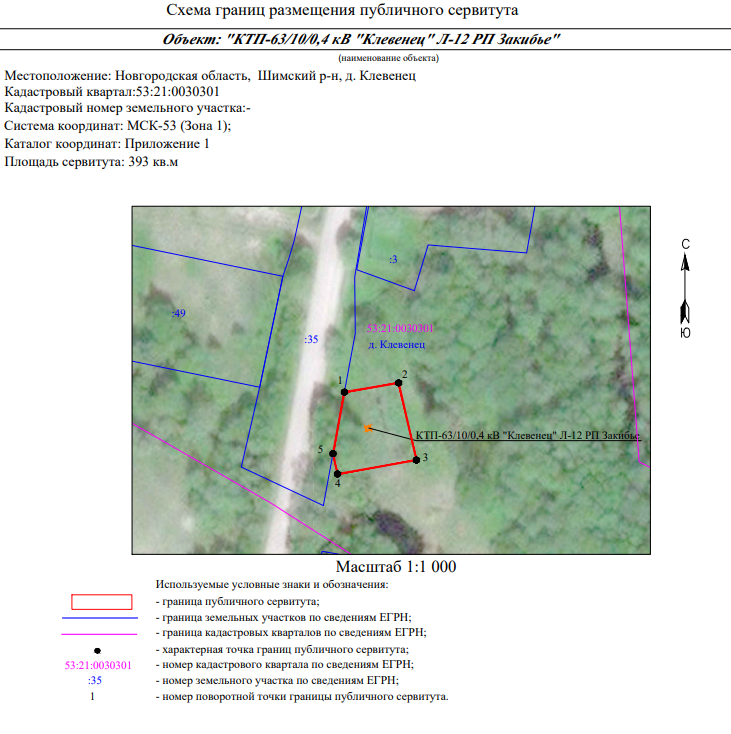 Схема границ размещения публичного сервитута
Объект: "КТП-63/10/0,4 кВ "Клевенец" Л-12 РП Закибье"
(наименование объекта)
Местоположение: Новгородская область, Шимский р-н, д. Клевенец
Кадастровый квартал:53:21:0030301
Кадастровый номер земельного участка:-
Система координат: МСК-53 (Зона 1);
Каталог координат: Приложение 1
Площадь сервитута: 393 кв.м
С
:3
:49
53:21:0030301
Ю
:35
д. Клевенец
1
2
КТП-63/10/0,4 кВ "Клевенец" Л-12 РП Закибье
5
3
4
Масштаб 1:1 000
Используемые условные знаки и обозначения:
- граница публичного сервитута;
- граница земельных участков по сведениям ЕГРН;
- граница кадастровых кварталов по сведениям ЕГРН;
- характерная точка границ публичного сервитута;
53:21:0030301 - номер кадастрового квартала по сведениям ЕГРН;
:35 - номер земельного участка по сведениям ЕГРН;
1 - номер поворотной точки границы публичного сервитута.